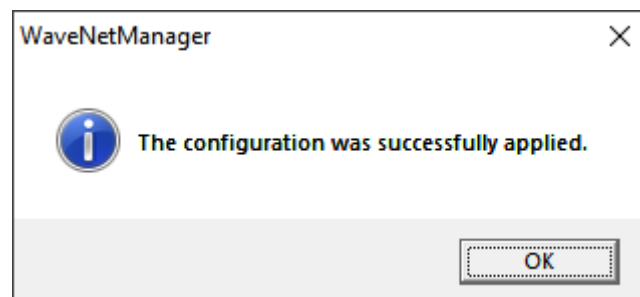 WaveNetManager
The configuration was successfully applied.
OK